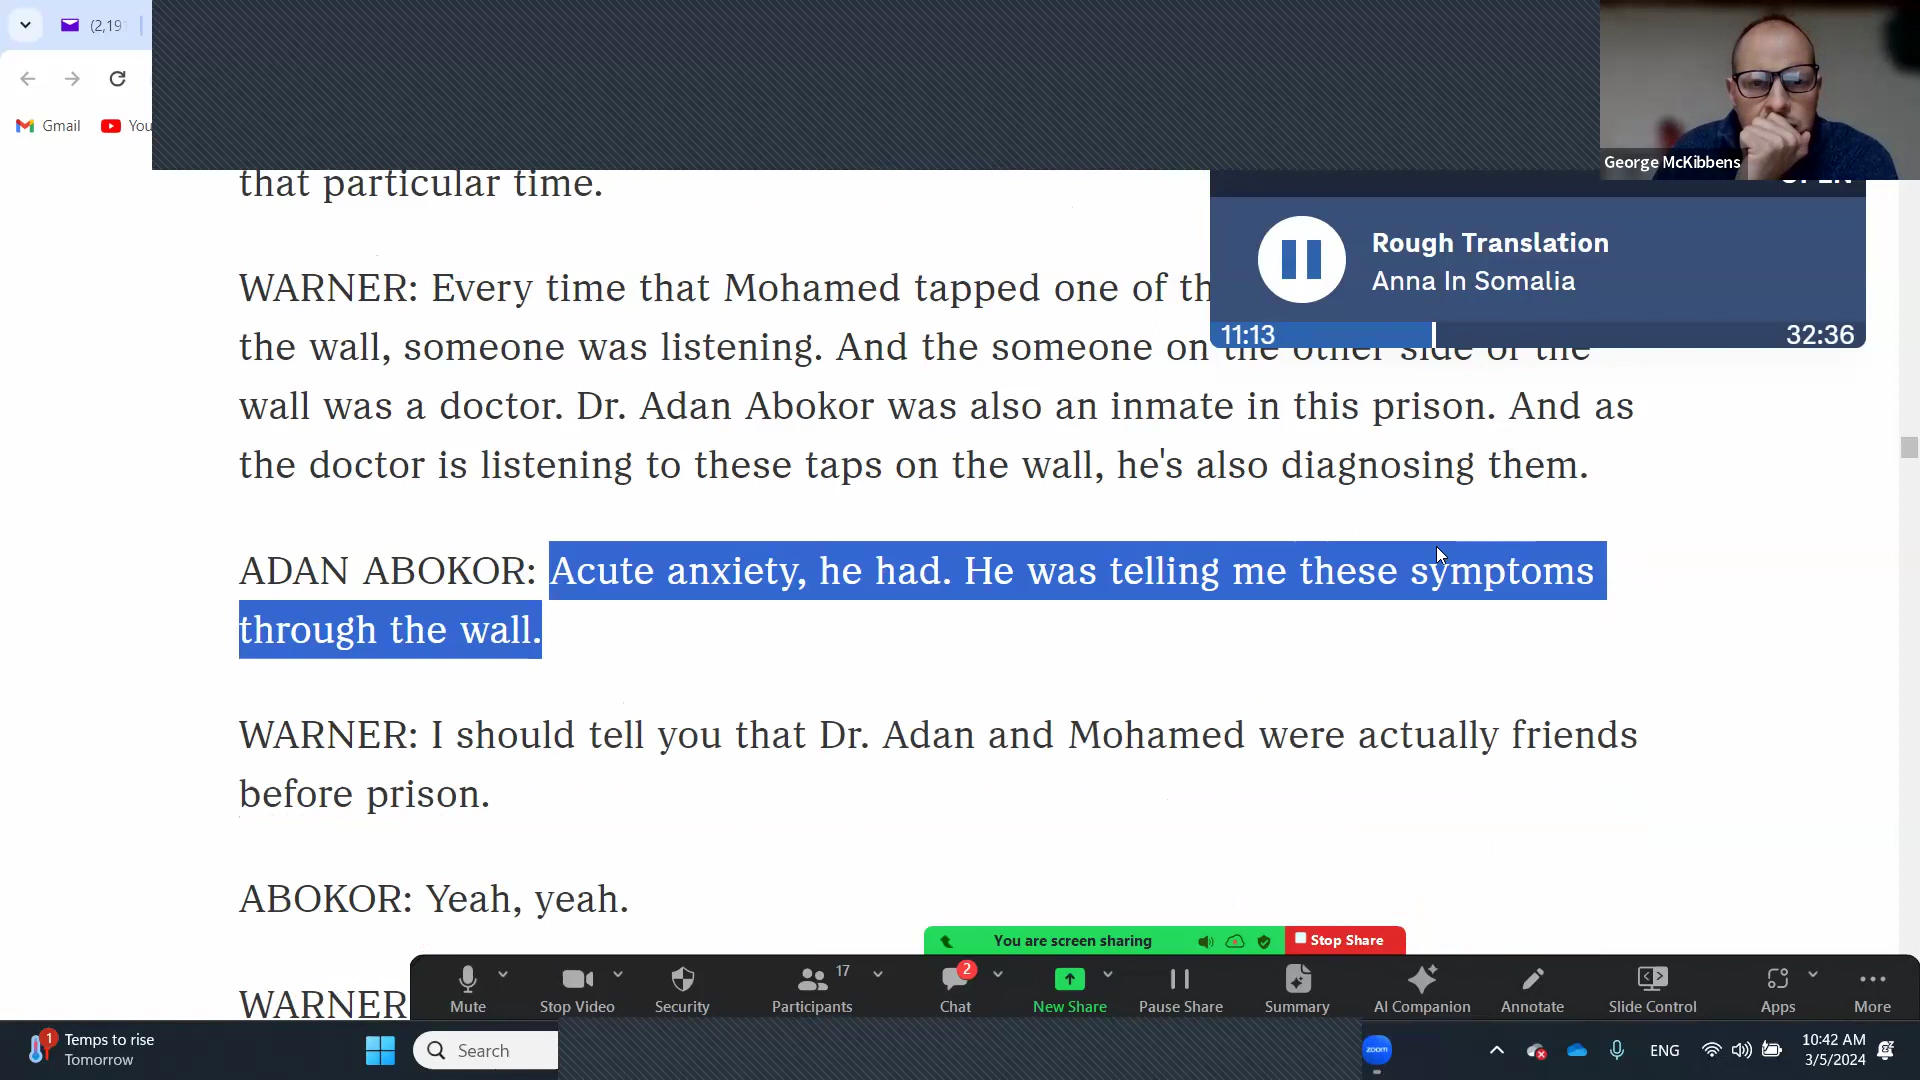 (2,19
Gmail
You
George McKibbens
that particular time.
Rough Translation
Anna In Somalia
11:13
32:36
WARNER: Every time that Mohamed tapped one of th
the wall, someone was listening. And the someone on the other side of the
wall was a doctor. Dr. Adan Abokor was also an inmate in this prison. And as
the doctor is listening to these taps on the wall, he's also diagnosing them.
ADAN ABOKOR: Acute anxiety, he had. He was telling me these symptoms
through the wall.
WARNER: I should tell you that Dr. Adan and Mohamed were actually friends
before prison.
ABOKOR: Yeah, yeah.
You are screen sharing
Stop Share
WARNER
17
2
Mute
Stop Video
Security
Participants
Chat
New Share
Pause Share
Summary
AI Companion
Annotate
Slide Control
Apps
More
1
Temps to rise
Tomorrow
Search
zoom
ENG
10:42 AM
3/5/2024